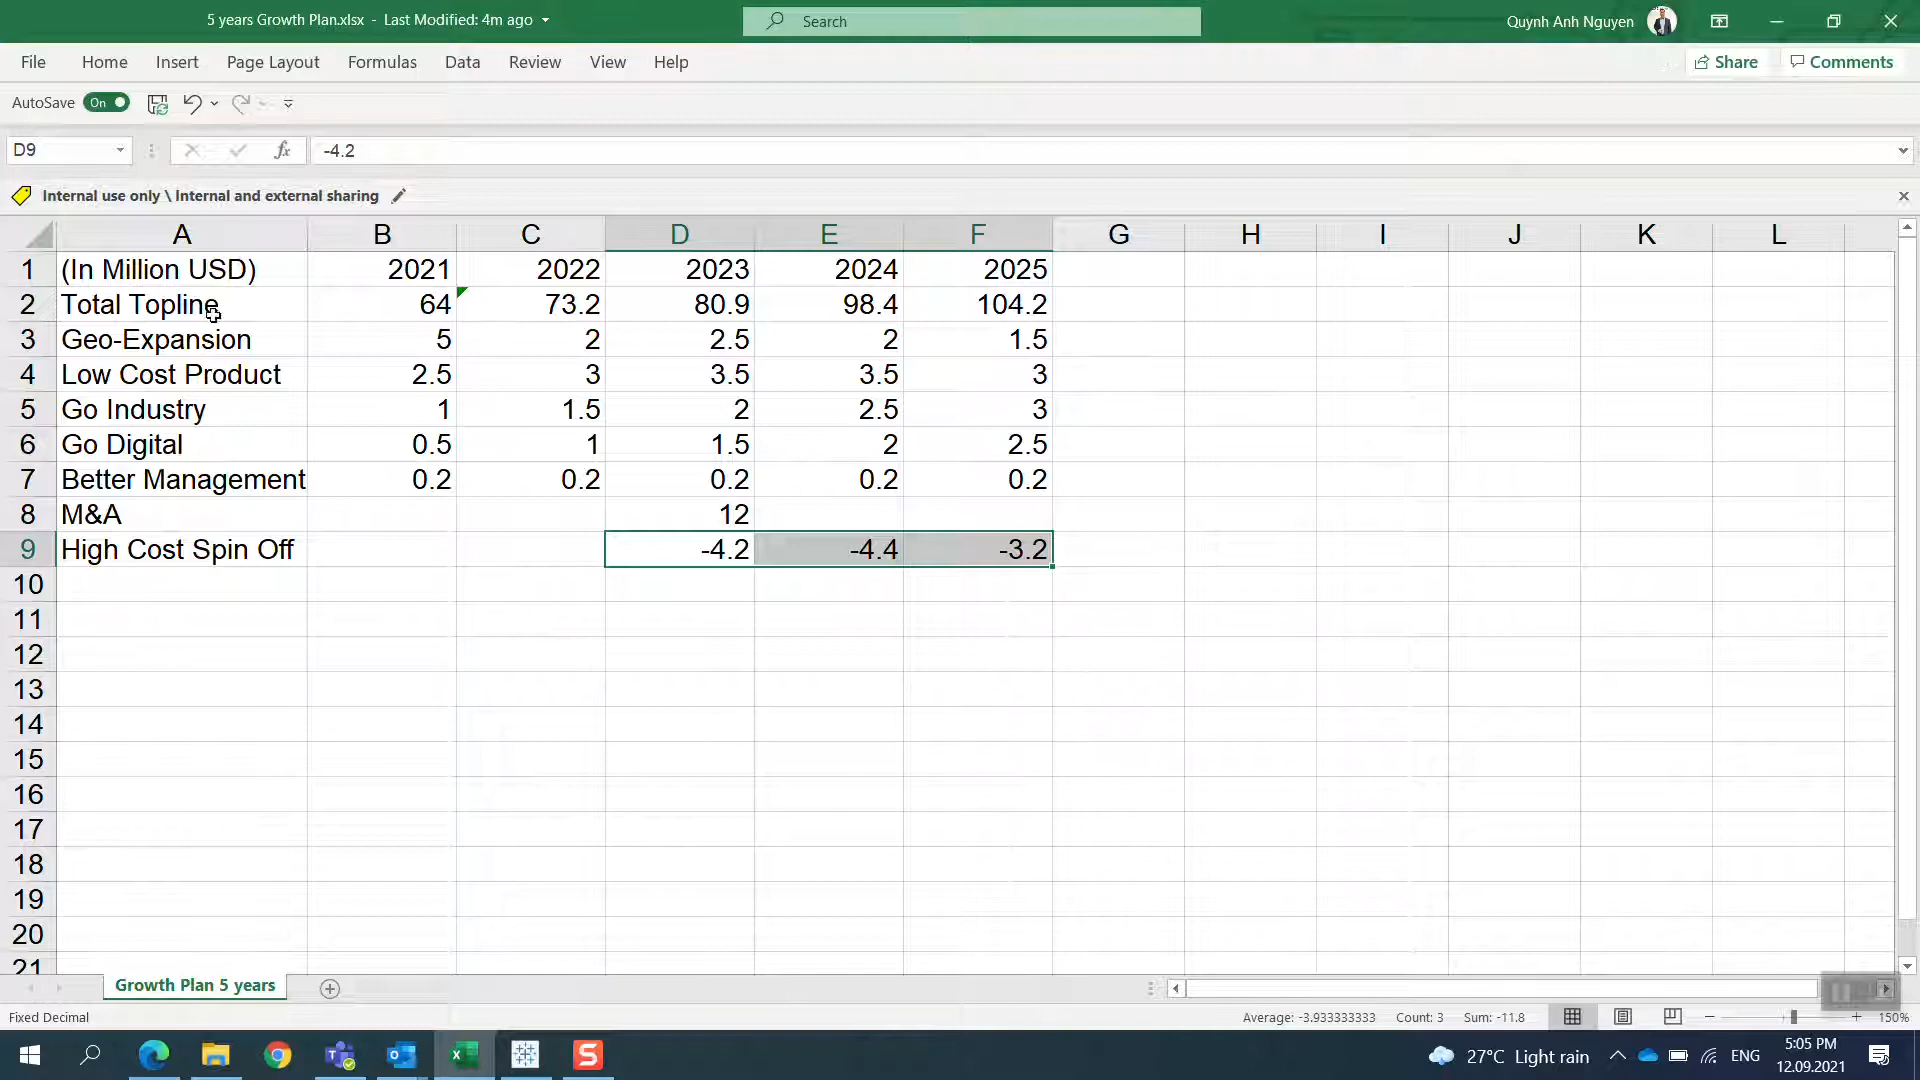 5 years Growth Plan.xlsx - Last Modified: 4m ago
Search
Quynh Anh Nguyen
File Home Insert Page Layout Formulas Data Review View Help
Share Comments
AutoSave On
D9 fx -4.2
Internal use only \ Internal and external sharing
A B C D E F G H I J K L
1 (In Million USD) 2021 2022 2023 2024 2025
2 Total Topline 64 73.2 80.9 98.4 104.2
3 Geo-Expansion 5 2 2.5 2 1.5
4 Low Cost Product 2.5 3 3.5 3.5 3
5 Go Industry 1 1.5 2 2.5 3
6 Go Digital 0.5 1 1.5 2 2.5
7 Better Management 0.2 0.2 0.2 0.2 0.2
8 M&A 12
9 High Cost Spin Off -4.2 -4.4 -3.2
10
11
12
13
14
15
16
17
18
19
20
21
Growth Plan 5 years
Fixed Decimal Average: -3.933333333 Count: 3 Sum: -11.8 150%
27°C Light rain ENG
5:05 PM
12.09.2021